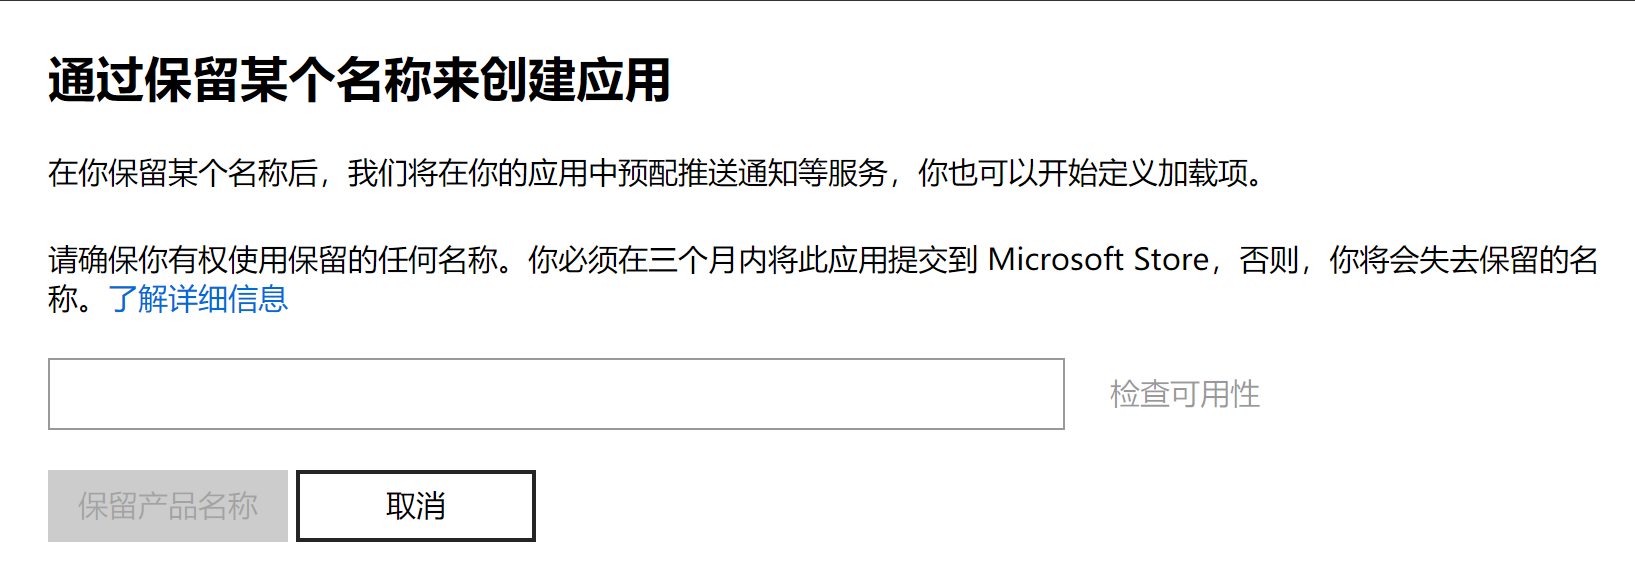 通过保留某个名称来创建应用
在你保留某个名称后，我们将在你的应用中预配推送通知等服务，你也可以开始定义加载项。
请确保你有权使用保留的任何名称。你必须在三个月内将此应用提交到 Microsoft Store，否则，你将会失去保留的名
称。了解详细信息
检查可用性
保留产品名称 取消